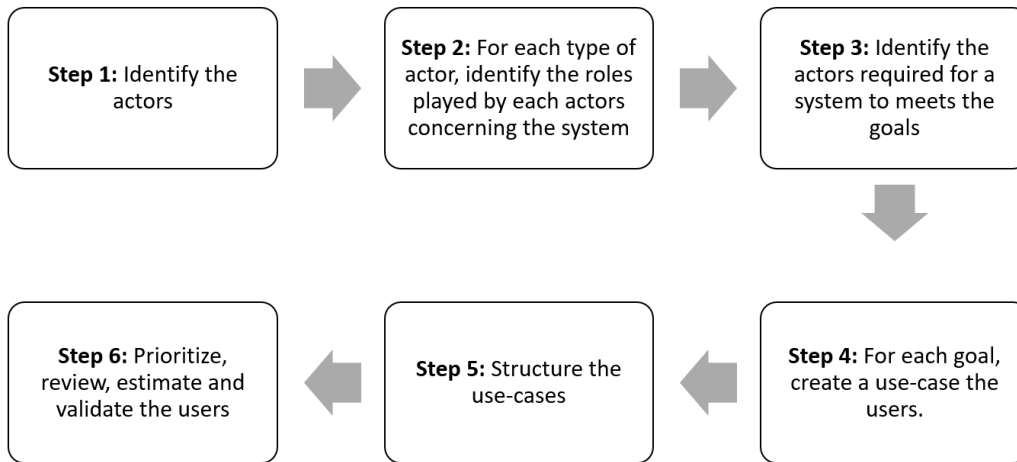 Step 1: Identify the
actors
Step 2: For each type of
actor, identify the roles
played by each actors
concerning the system
Step 3: Identify the
actors required for a
system to meets the
goals
Step 4: For each goal,
create a use-case the
users.
Step 5: Structure the
use-cases
Step 6: Prioritize,
review, estimate and
validate the users